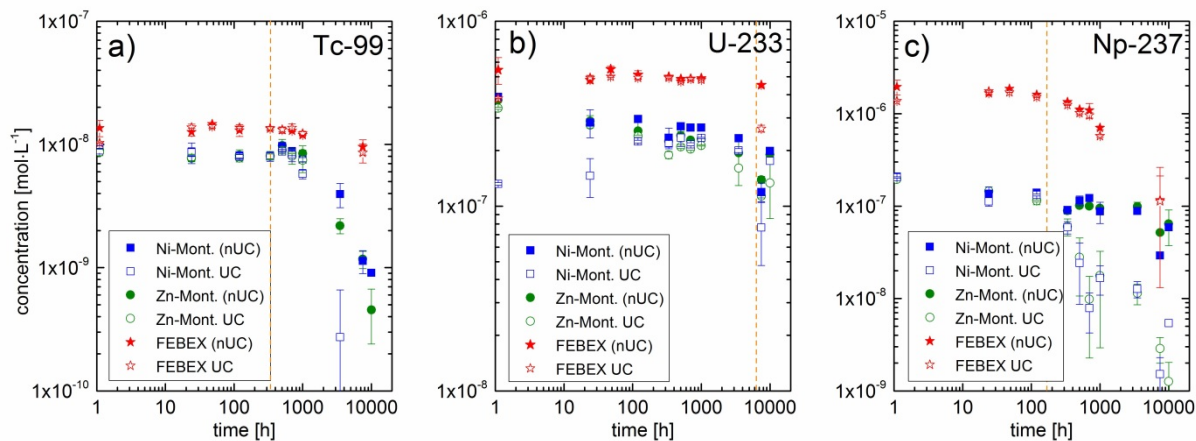 a) Tc-99
1x10⁻⁷
1x10⁻⁸
1x10⁻⁹
1x10⁻¹⁰
concentration [mol·L⁻¹]
Ni-Mont. (nUC)
Ni-Mont. UC
Zn-Mont. (nUC)
Zn-Mont. UC
FEBEX (nUC)
FEBEX UC
1 10 100 1000 10000
time [h]
b) U-233
1x10⁻⁶
1x10⁻⁷
1x10⁻⁸
Ni-Mont. (nUC)
Ni-Mont. UC
Zn-Mont. (nUC)
Zn-Mont. UC
FEBEX (nUC)
FEBEX UC
1 10 100 1000 10000
time [h]
c) Np-237
1x10⁻⁵
1x10⁻⁶
1x10⁻⁷
1x10⁻⁸
1x10⁻⁹
Ni-Mont. (nUC)
Ni-Mont. UC
Zn-Mont. (nUC)
Zn-Mont. UC
FEBEX (nUC)
FEBEX UC
1 10 100 1000 10000
time [h]